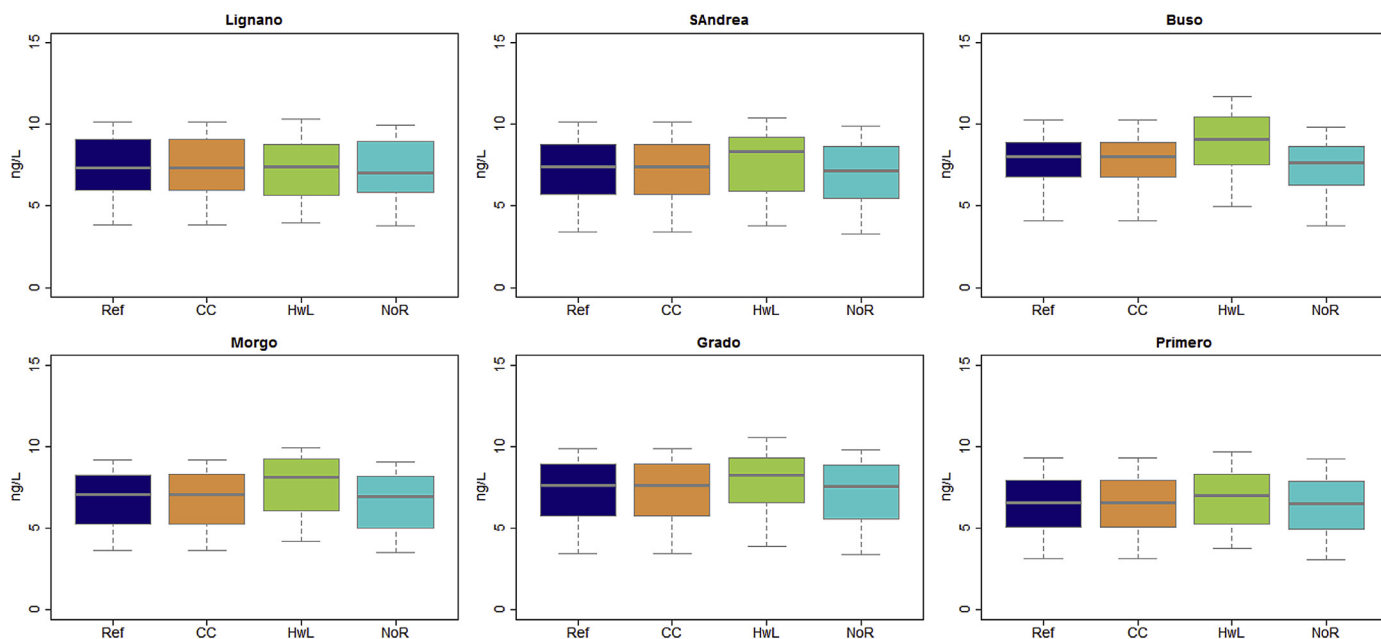 Lignano SAndrea Buso
15 15 15
10 10 10
ng/L ng/L ng/L
5 5 5
0 0 0
Ref CC HwL NoR Ref CC HwL NoR Ref CC HwL NoR
Morgo Grado Primero
15 15 15
10 10 10
ng/L ng/L ng/L
5 5 5
0 0 0
Ref CC HwL NoR Ref CC HwL NoR Ref CC HwL NoR